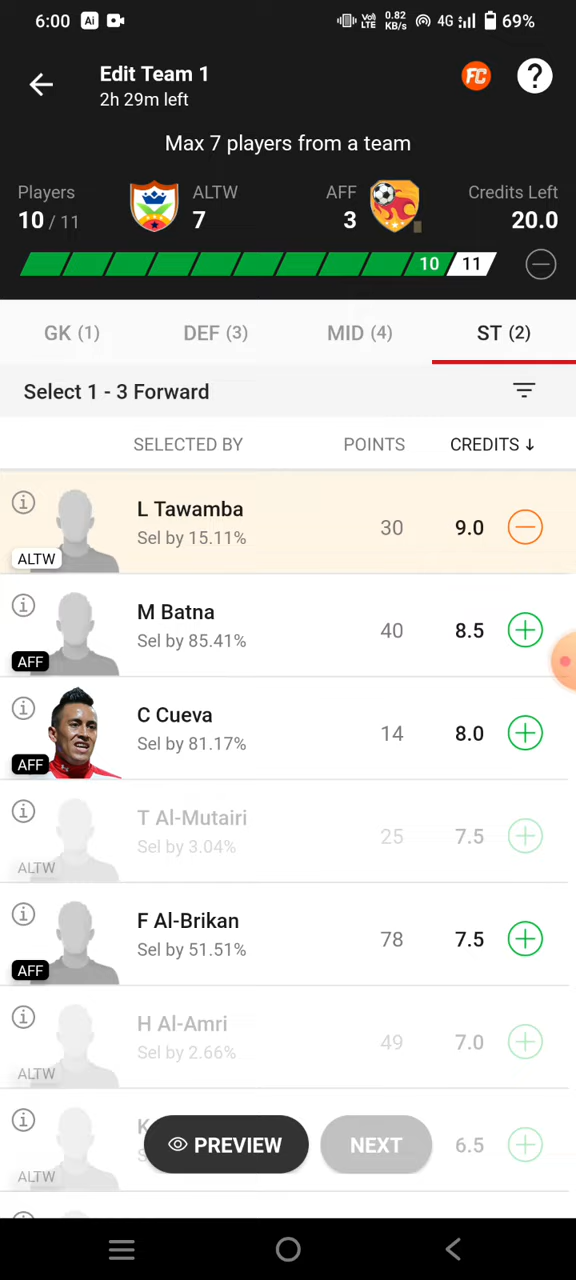 6:00 Ai Vo) LTE 0.82 KB/s 4G 69%
Edit Team 1
2h 29m left
FC ?
Max 7 players from a team
Players ALTW AFF Credits Left
10 / 11 7 3 20.0
10 11
GK (1) DEF (3) MID (4) ST (2)
Select 1 - 3 Forward
SELECTED BY POINTS CREDITS ↓
L Tawamba
Sel by 15.11% 30 9.0
ALTW
M Batna
Sel by 85.41% 40 8.5
AFF
C Cueva
Sel by 81.17% 14 8.0
AFF
T Al-Mutairi
Sel by 3.04% 25 7.5
ALTW
F Al-Brikan
Sel by 51.51% 78 7.5
AFF
H Al-Amri
Sel by 2.66% 49 7.0
ALTW
K
PREVIEW NEXT 6.5
ALTW